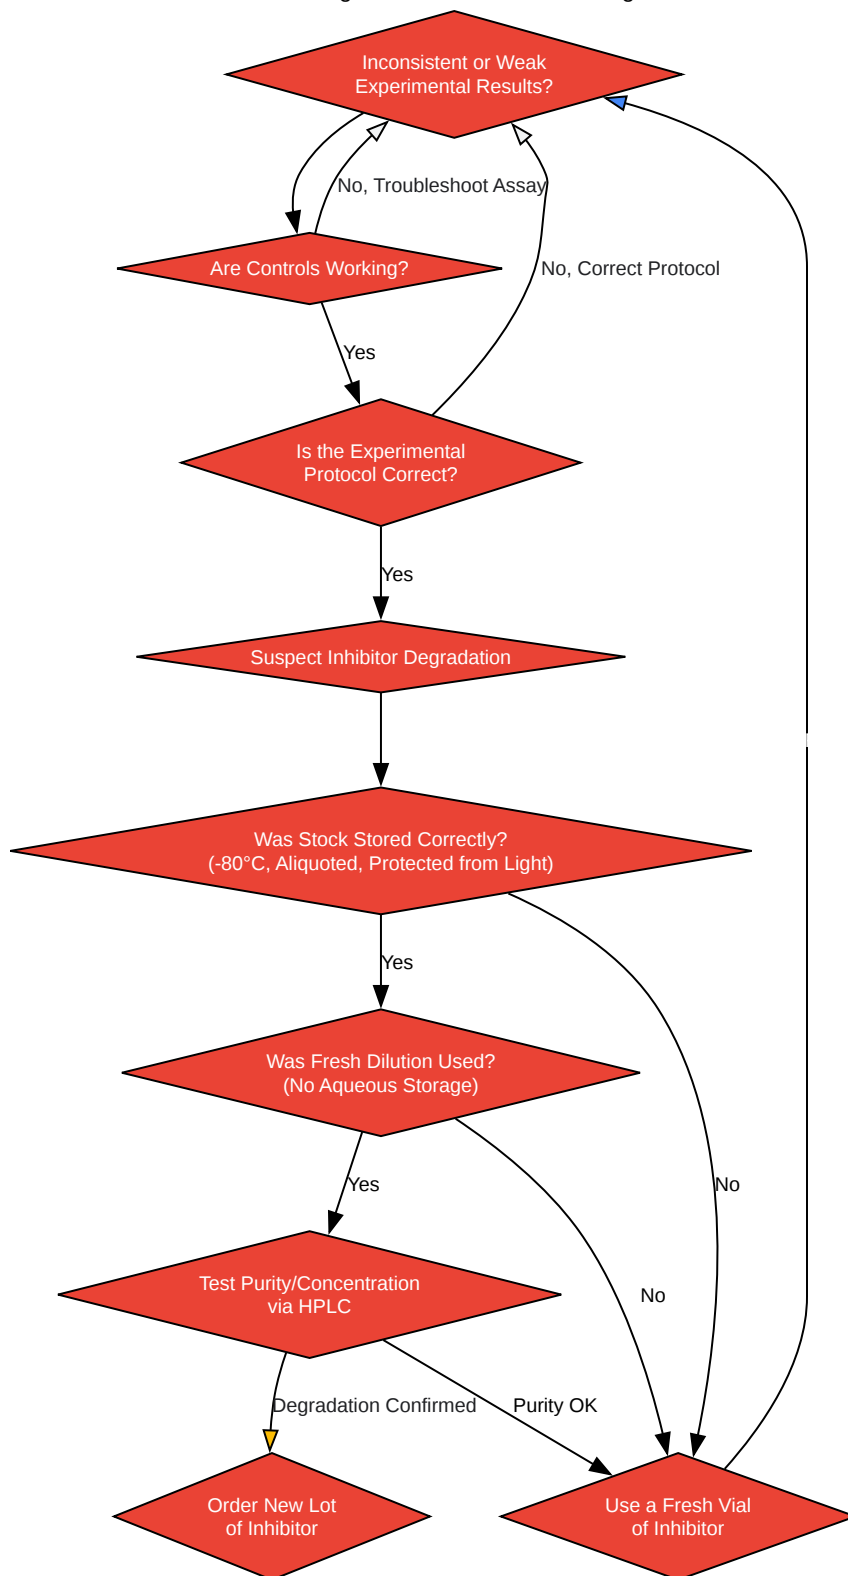 Inconsistent or Weak
Experimental Results?
No, Troubleshoot Assay
Are Controls Working?
No, Correct Protocol
Yes
Is the Experimental
Protocol Correct?
Yes
Suspect Inhibitor Degradation
Was Stock Stored Correctly?
(-80°C, Aliquoted, Protected from Light)
Yes
Was Fresh Dilution Used?
(No Aqueous Storage)
Yes
No
Test Purity/Concentration
via HPLC
No
Degradation Confirmed
Purity OK
Order New Lot
of Inhibitor
Use a Fresh Vial
of Inhibitor